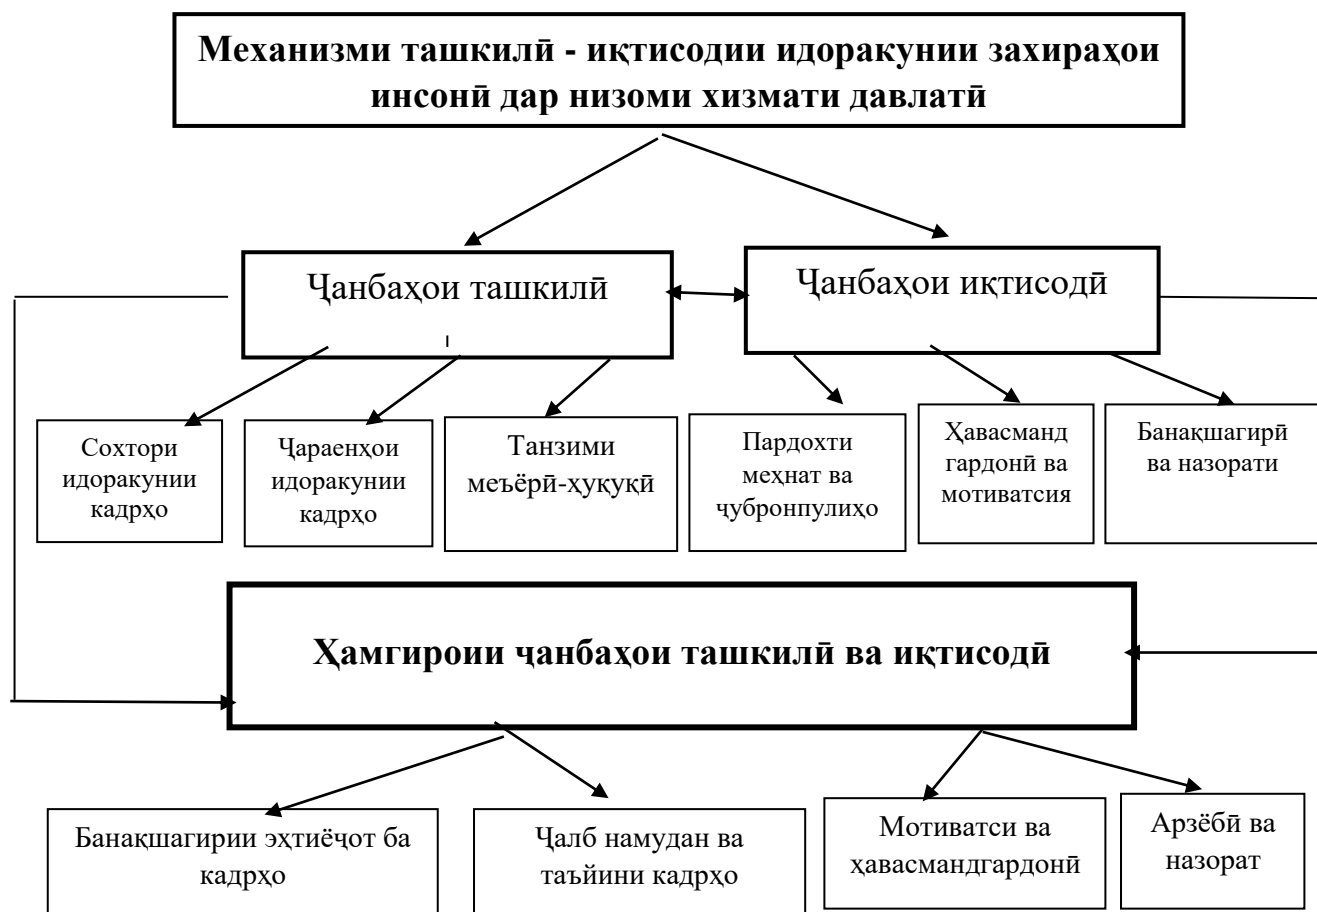 Механизми ташкилӣ - иқтисодии идоракунии захираҳои
инсонӣ дар низоми хизмати давлатӣ
Ҷанбаҳои ташкилӣ
Ҷанбаҳои иқтисодӣ
Сохтори
идоракунии
кадрҳо
Ҷараенҳои
идоракунии
кадрҳо
Танзими
меъёрӣ-ҳуқуқӣ
Пардохти
меҳнат ва
ҷубронпулиҳо
Ҳавасманд
гардонӣ ва
мотиватсия
Банақшагирӣ
ва назорати
Ҳамгироии ҷанбаҳои ташкилӣ ва иқтисодӣ
Банақшагирии эҳтиёҷот ба
кадрҳо
Ҷалб намудан ва
таъйини кадрҳо
Мотиватси ва
ҳавасмандгардонӣ
Арзёбӣ ва
назорат